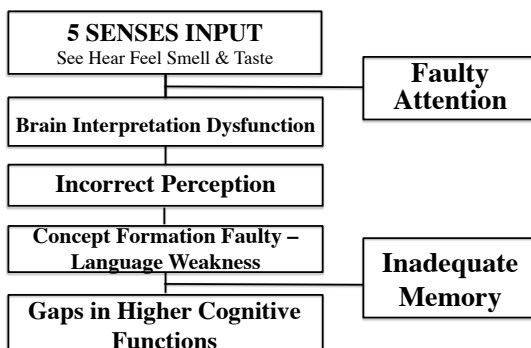 5 SENSES INPUT
See Hear Feel Smell & Taste
Faulty
Attention
Brain Interpretation Dysfunction
Incorrect Perception
Concept Formation Faulty –
Language Weakness
Inadequate
Memory
Gaps in Higher Cognitive
Functions